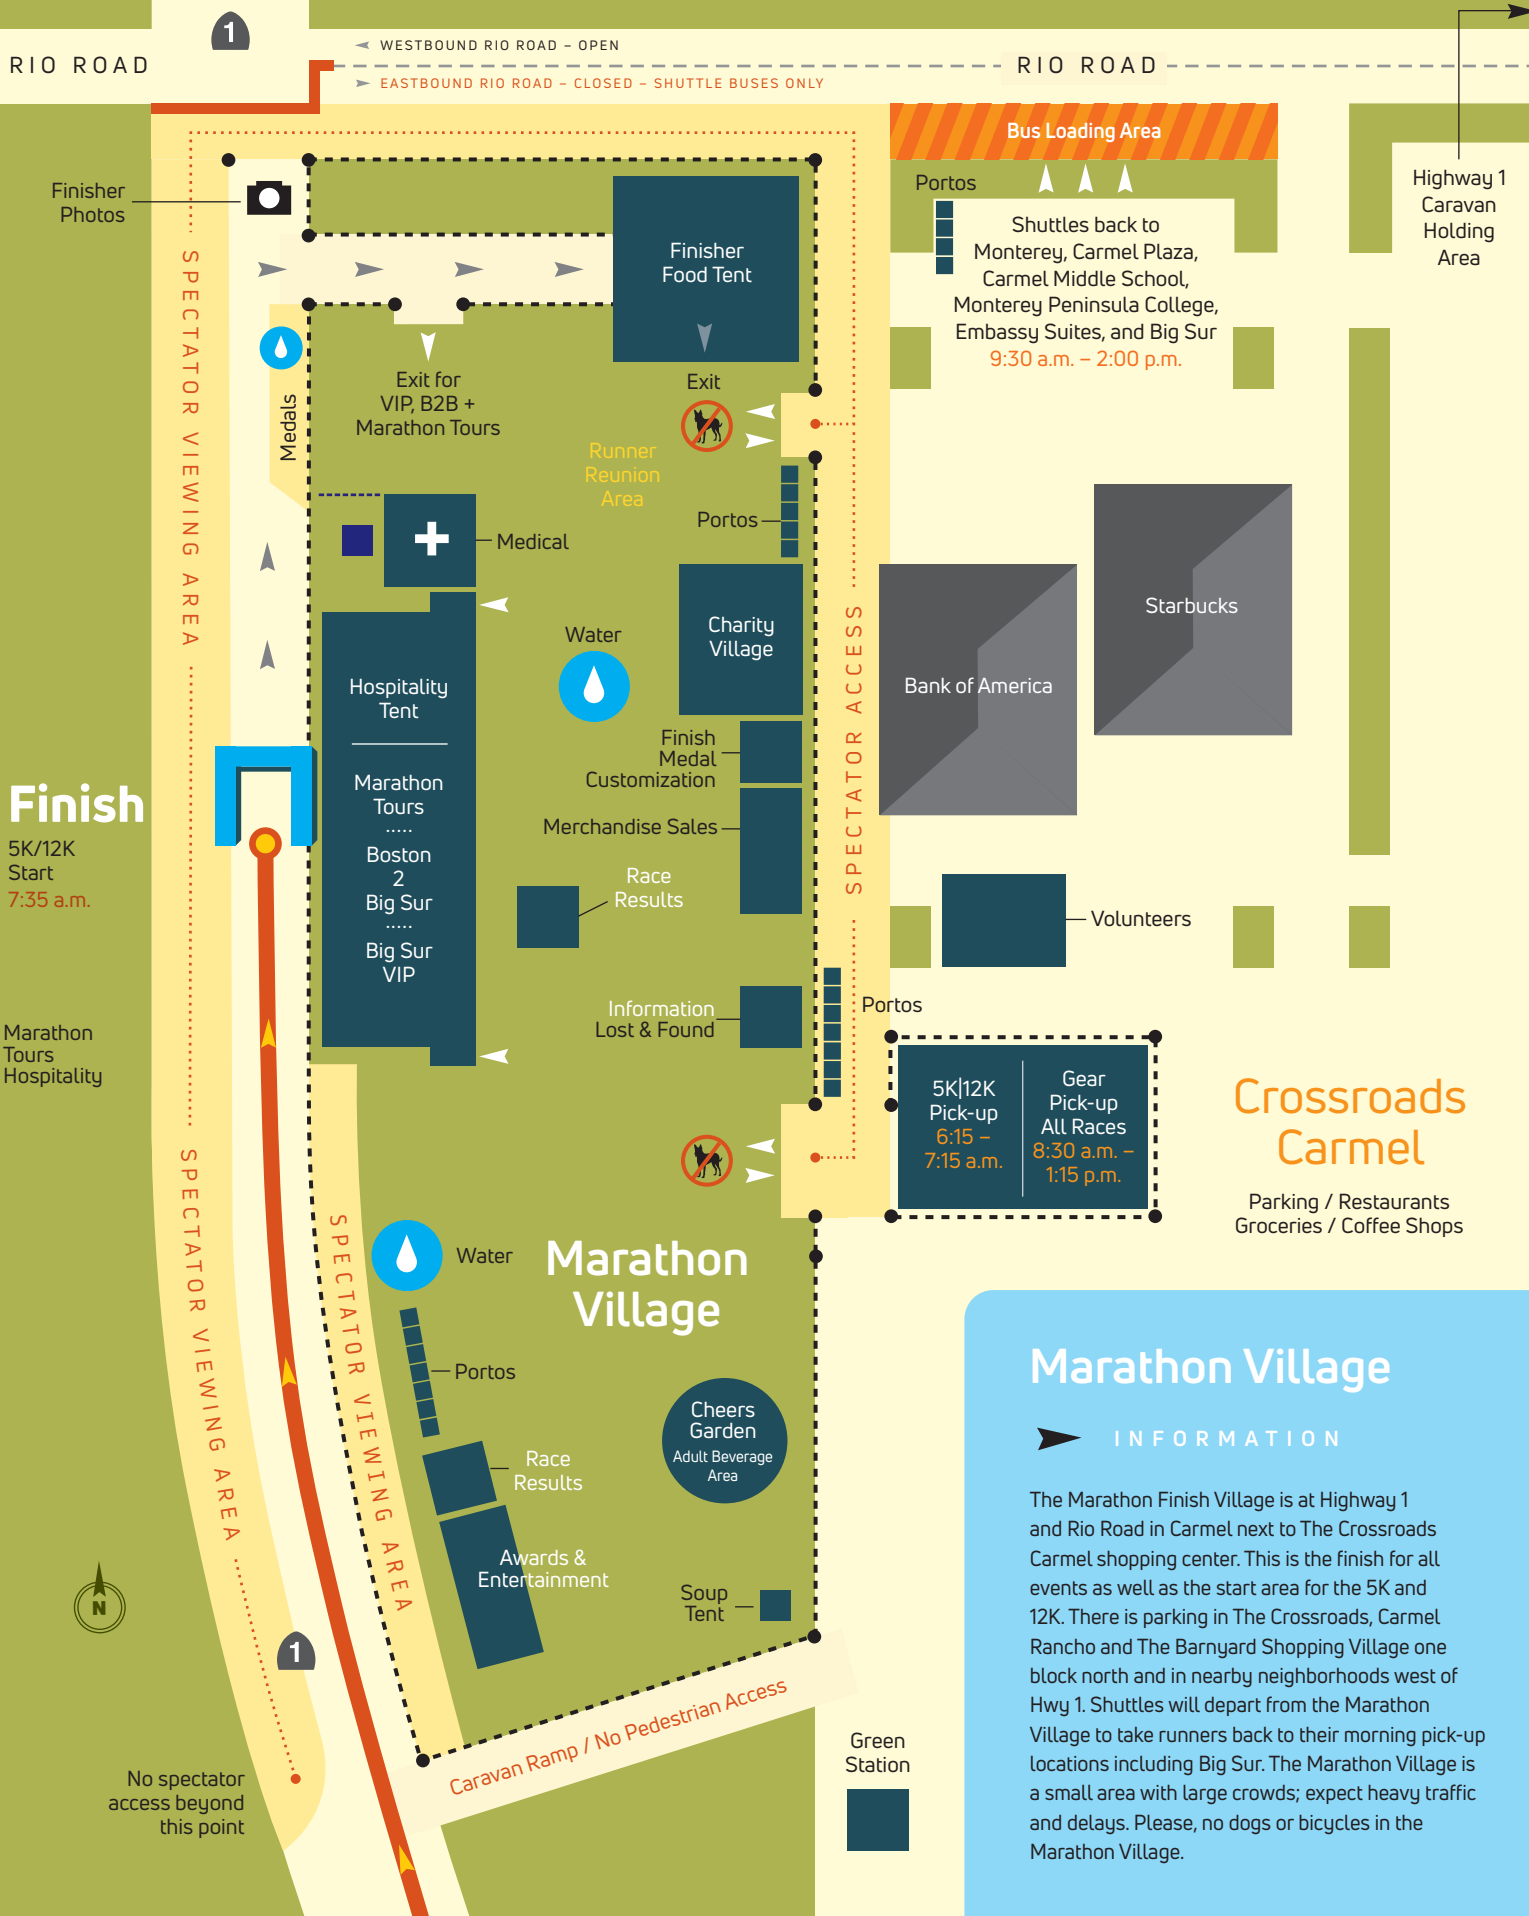 1
RIO ROAD
WESTBOUND RIO ROAD – OPEN
EASTBOUND RIO ROAD – CLOSED – SHUTTLE BUSES ONLY
RIO ROAD
Bus Loading Area
Portos
Shuttles back to
Monterey, Carmel Plaza,
Carmel Middle School,
Monterey Peninsula College,
Embassy Suites, and Big Sur
9:30 a.m. – 2:00 p.m.
Highway 1
Caravan
Holding
Area
Finisher
Photos
Finisher
Food Tent
SPECTATOR VIEWING AREA
Medals
Exit for
VIP, B2B +
Marathon Tours
Exit
Runner
Reunion
Area
Portos
Medical
Water
Charity
Village
SPECTATOR ACCESS
Bank of America
Starbucks
Hospitality
Tent
Marathon
Tours
.....
Boston
2
Big Sur
.....
Big Sur
VIP
Finish
Medal
Customization
Merchandise Sales
Race
Results
Finish
5K/12K
Start
7:35 a.m.
Volunteers
Information
Lost & Found
Portos
Marathon
Tours
Hospitality
5K|12K
Pick-up
6:15 –
7:15 a.m.
Gear
Pick-up
All Races
8:30 a.m. –
1:15 p.m.
Crossroads
Carmel
Parking / Restaurants
Groceries / Coffee Shops
SPECTATOR VIEWING AREA
SPECTATOR VIEWING AREA
Water
Marathon
Village
Portos
Cheers
Garden
Adult Beverage
Area
Race
Results
Awards &
Entertainment
Soup
Tent
N
1
Caravan Ramp / No Pedestrian Access
No spectator
access beyond
this point
Green
Station
Marathon Village
INFORMATION
The Marathon Finish Village is at Highway 1
and Rio Road in Carmel next to The Crossroads
Carmel shopping center. This is the finish for all
events as well as the start area for the 5K and
12K. There is parking in The Crossroads, Carmel
Rancho and The Barnyard Shopping Village one
block north and in nearby neighborhoods west of
Hwy 1. Shuttles will depart from the Marathon
Village to take runners back to their morning pick-up
locations including Big Sur. The Marathon Village is
a small area with large crowds; expect heavy traffic
and delays. Please, no dogs or bicycles in the
Marathon Village.